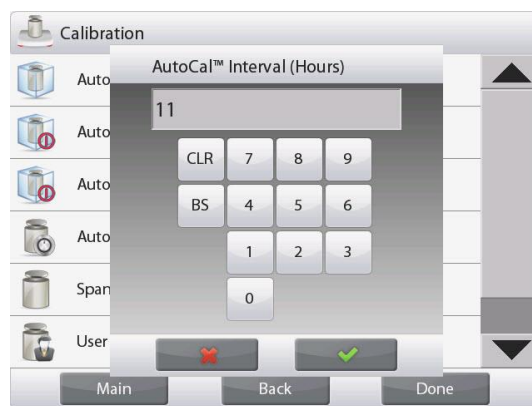 Calibration
AutoCal™ Interval (Hours)
11
Auto
Auto
Auto
Auto
Span
User
CLR 7 8 9
BS 4 5 6
1 2 3
0
Main Back Done